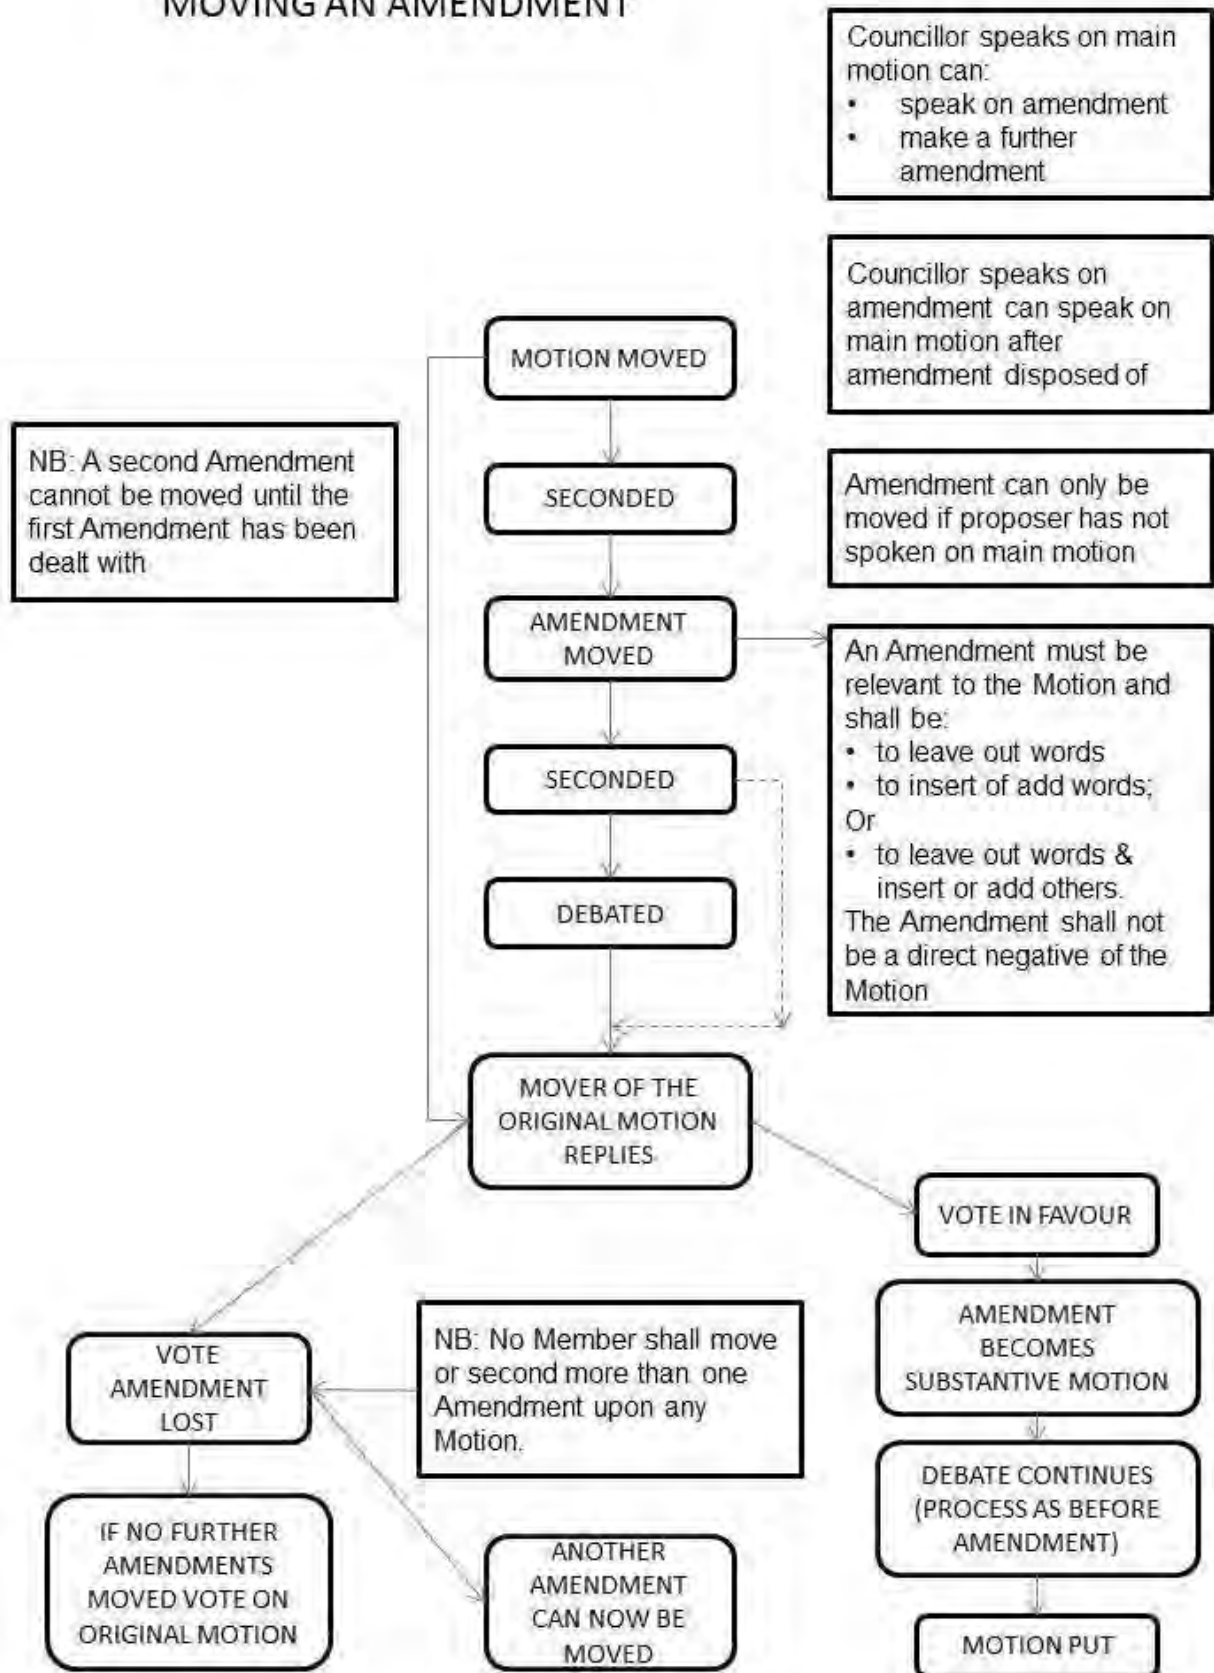 MOVING AN AMENDMENT
Councillor speaks on main
motion can:
• speak on amendment
• make a further
amendment
Councillor speaks on
amendment can speak on
main motion after
amendment disposed of
MOTION MOVED
NB: A second Amendment
cannot be moved until the
first Amendment has been
dealt with
SECONDED
Amendment can only be
moved if proposer has not
spoken on main motion
AMENDMENT
MOVED
An Amendment must be
relevant to the Motion and
shall be:
• to leave out words
• to insert of add words;
Or
• to leave out words &
insert or add others.
The Amendment shall not
be a direct negative of the
Motion
SECONDED
DEBATED
MOVER OF THE
ORIGINAL MOTION
REPLIES
VOTE IN FAVOUR
AMENDMENT
BECOMES
SUBSTANTIVE MOTION
NB: No Member shall move
or second more than one
Amendment upon any
Motion.
VOTE
AMENDMENT
LOST
DEBATE CONTINUES
(PROCESS AS BEFORE
AMENDMENT)
IF NO FURTHER
AMENDMENTS
MOVED VOTE ON
ORIGINAL MOTION
ANOTHER
AMENDMENT
CAN NOW BE
MOVED
MOTION PUT